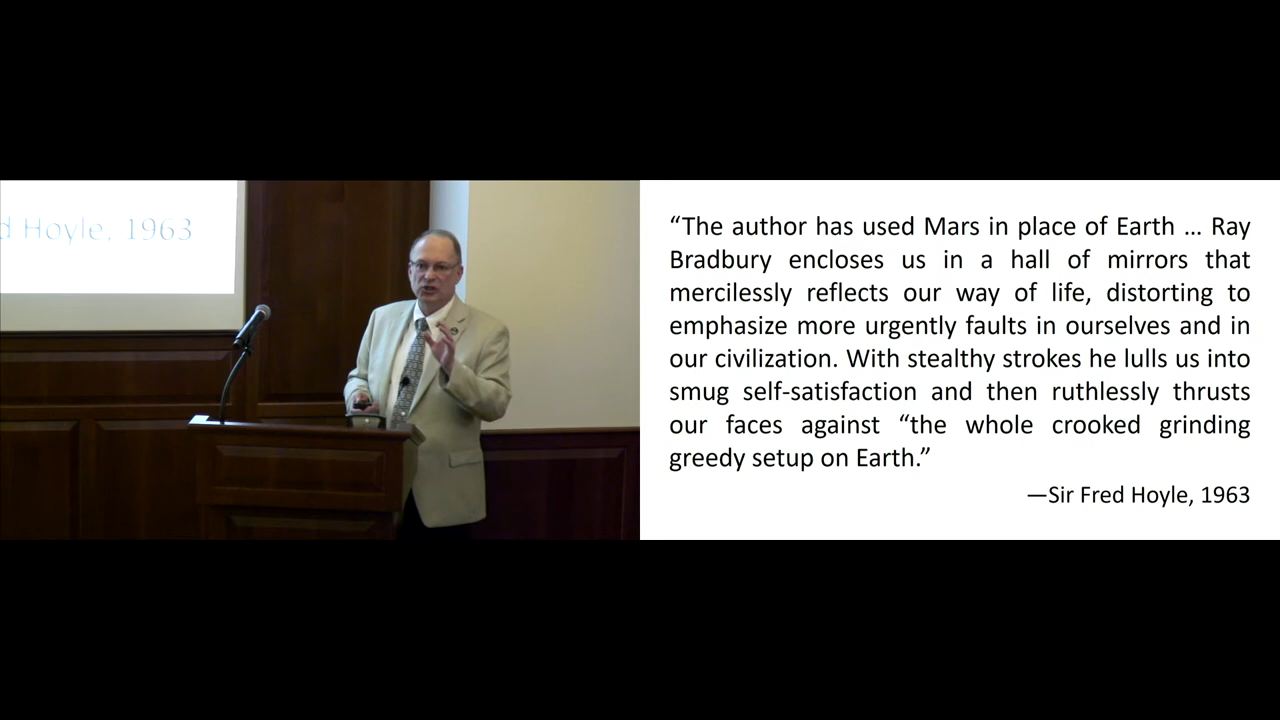 d Hoyle, 1963
“The author has used Mars in place of Earth … Ray
Bradbury encloses us in a hall of mirrors that
mercilessly reflects our way of life, distorting to
emphasize more urgently faults in ourselves and in
our civilization. With stealthy strokes he lulls us into
smug self-satisfaction and then ruthlessly thrusts
our faces against “the whole crooked grinding
greedy setup on Earth.”
—Sir Fred Hoyle, 1963